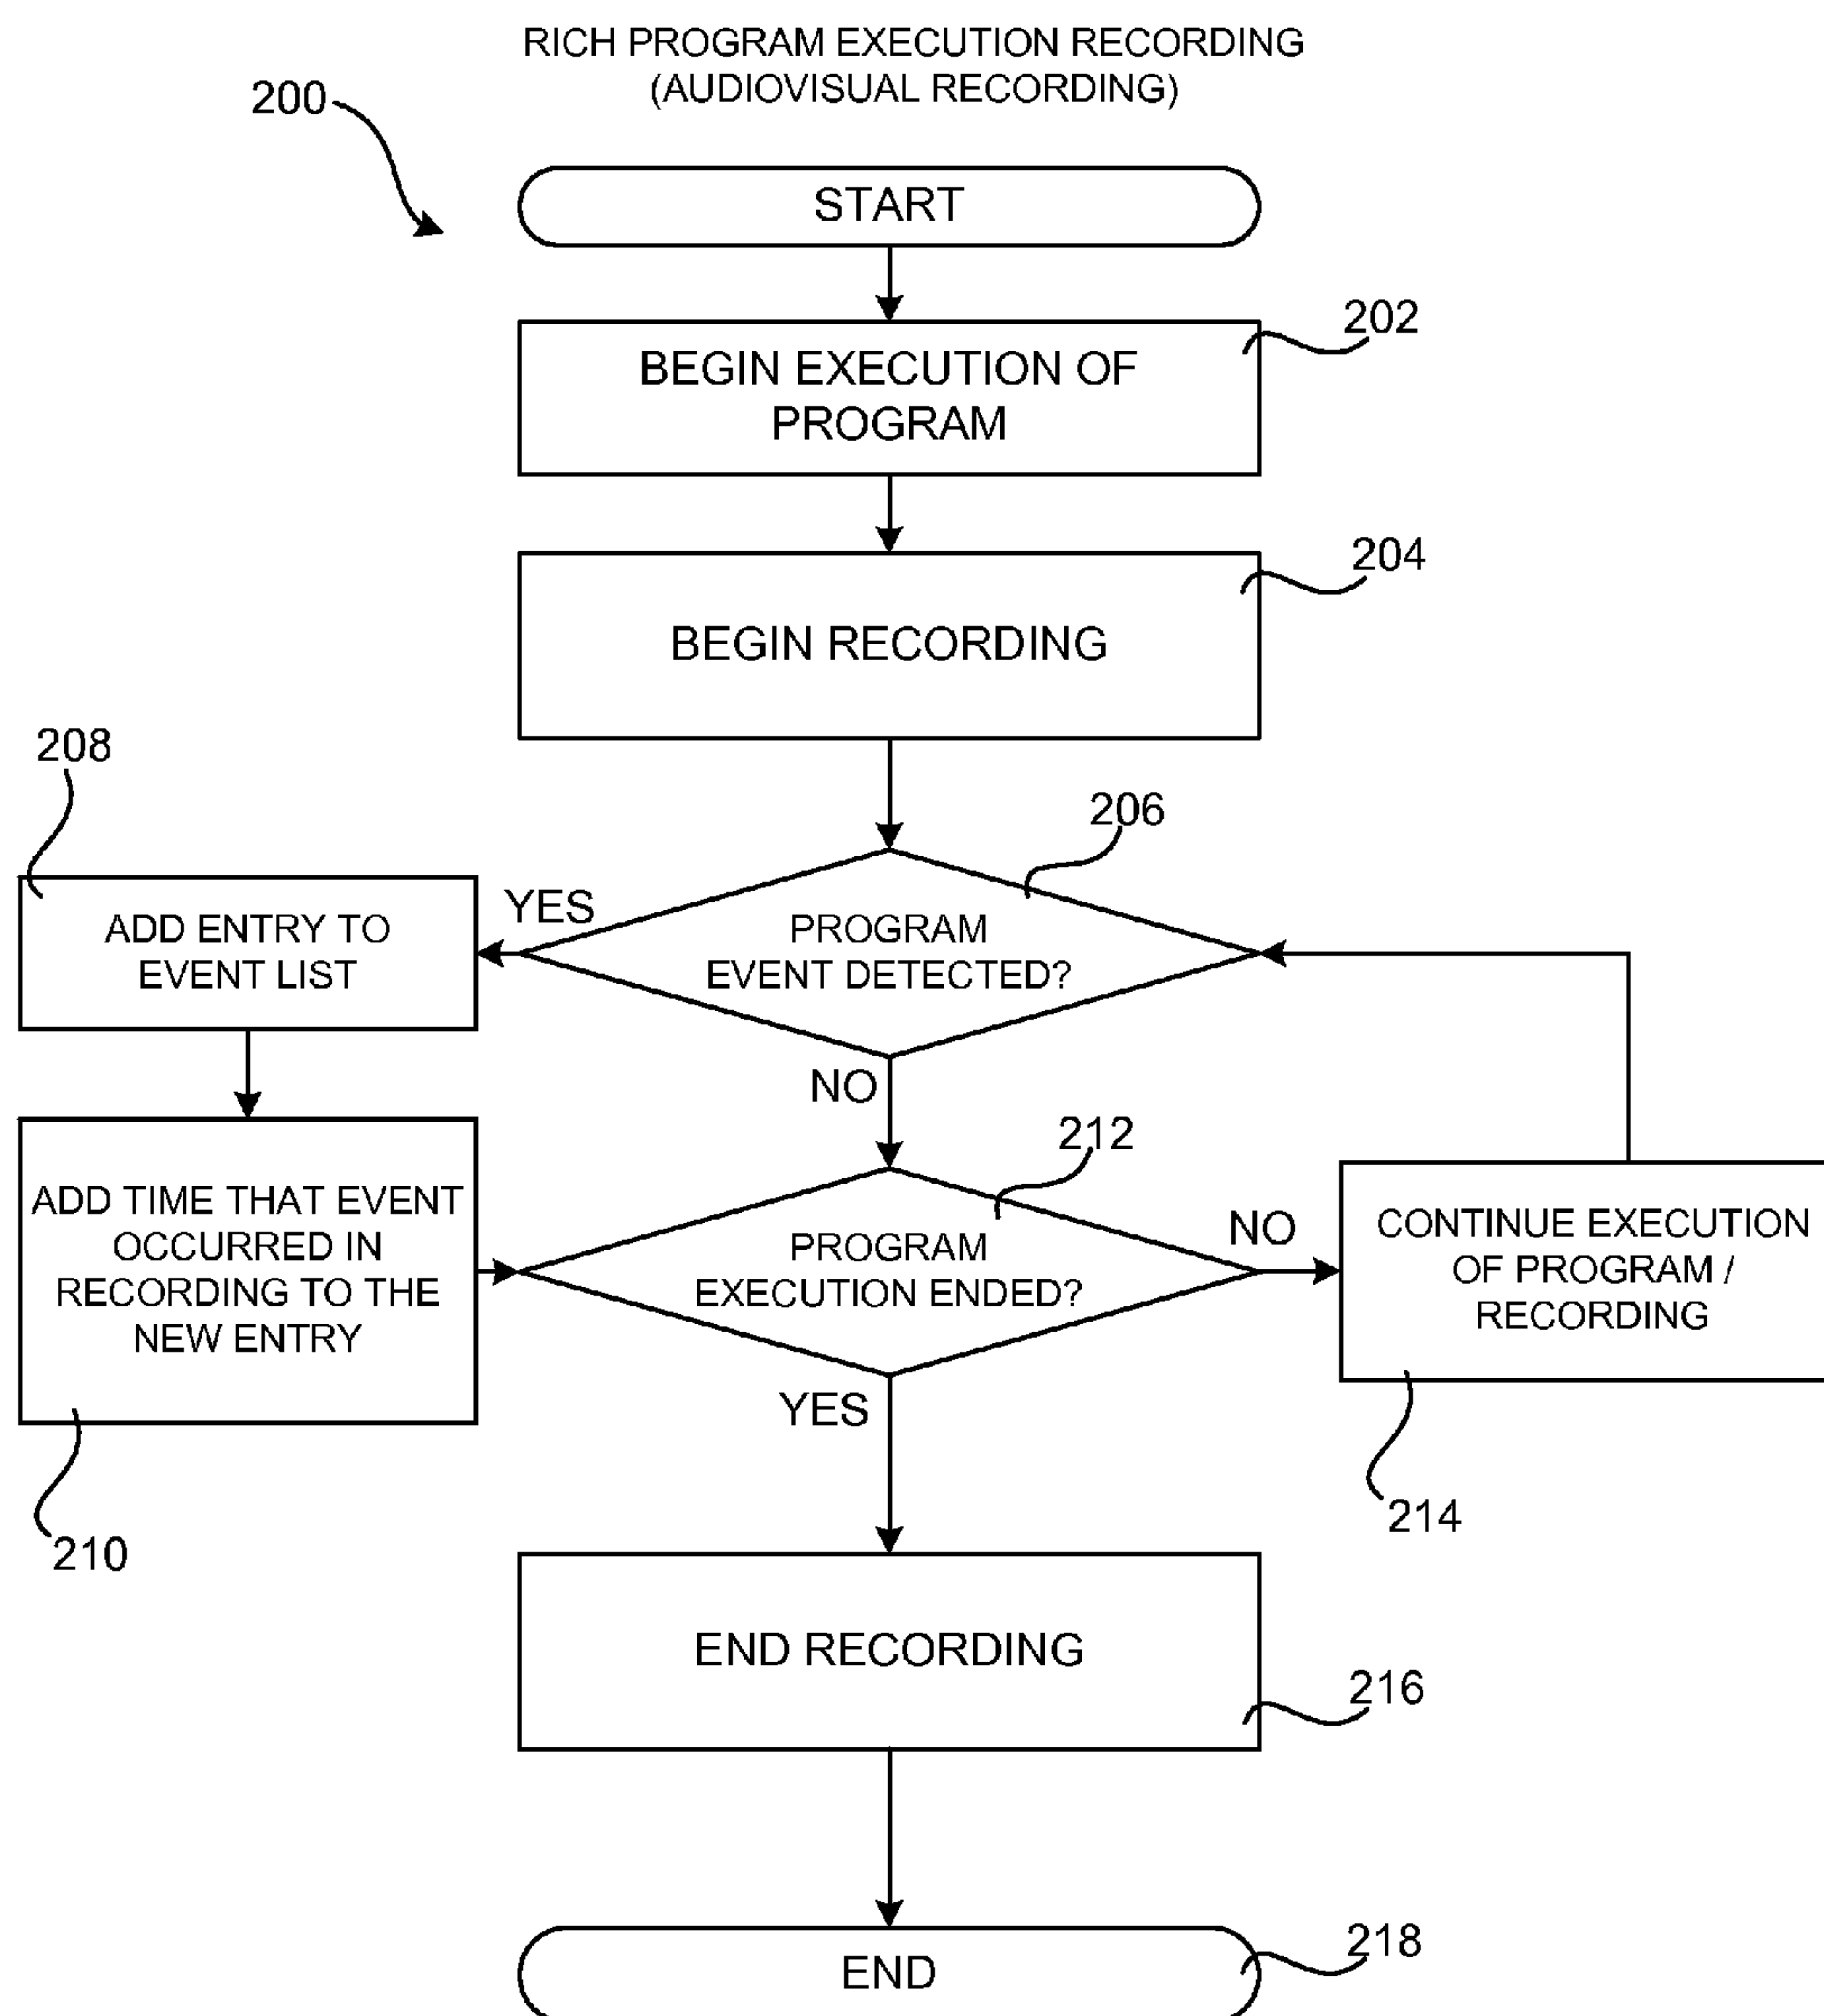 RICH PROGRAM EXECUTION RECORDING
(AUDIOVISUAL RECORDING)
200
START
202
BEGIN EXECUTION OF
PROGRAM
204
BEGIN RECORDING
208
206
ADD ENTRY TO
EVENT LIST
YES
PROGRAM
EVENT DETECTED?
NO
212
ADD TIME THAT EVENT
OCCURRED IN
RECORDING TO THE
NEW ENTRY
210
PROGRAM
EXECUTION ENDED?
NO
CONTINUE EXECUTION
OF PROGRAM /
RECORDING
214
YES
END RECORDING
216
END
218